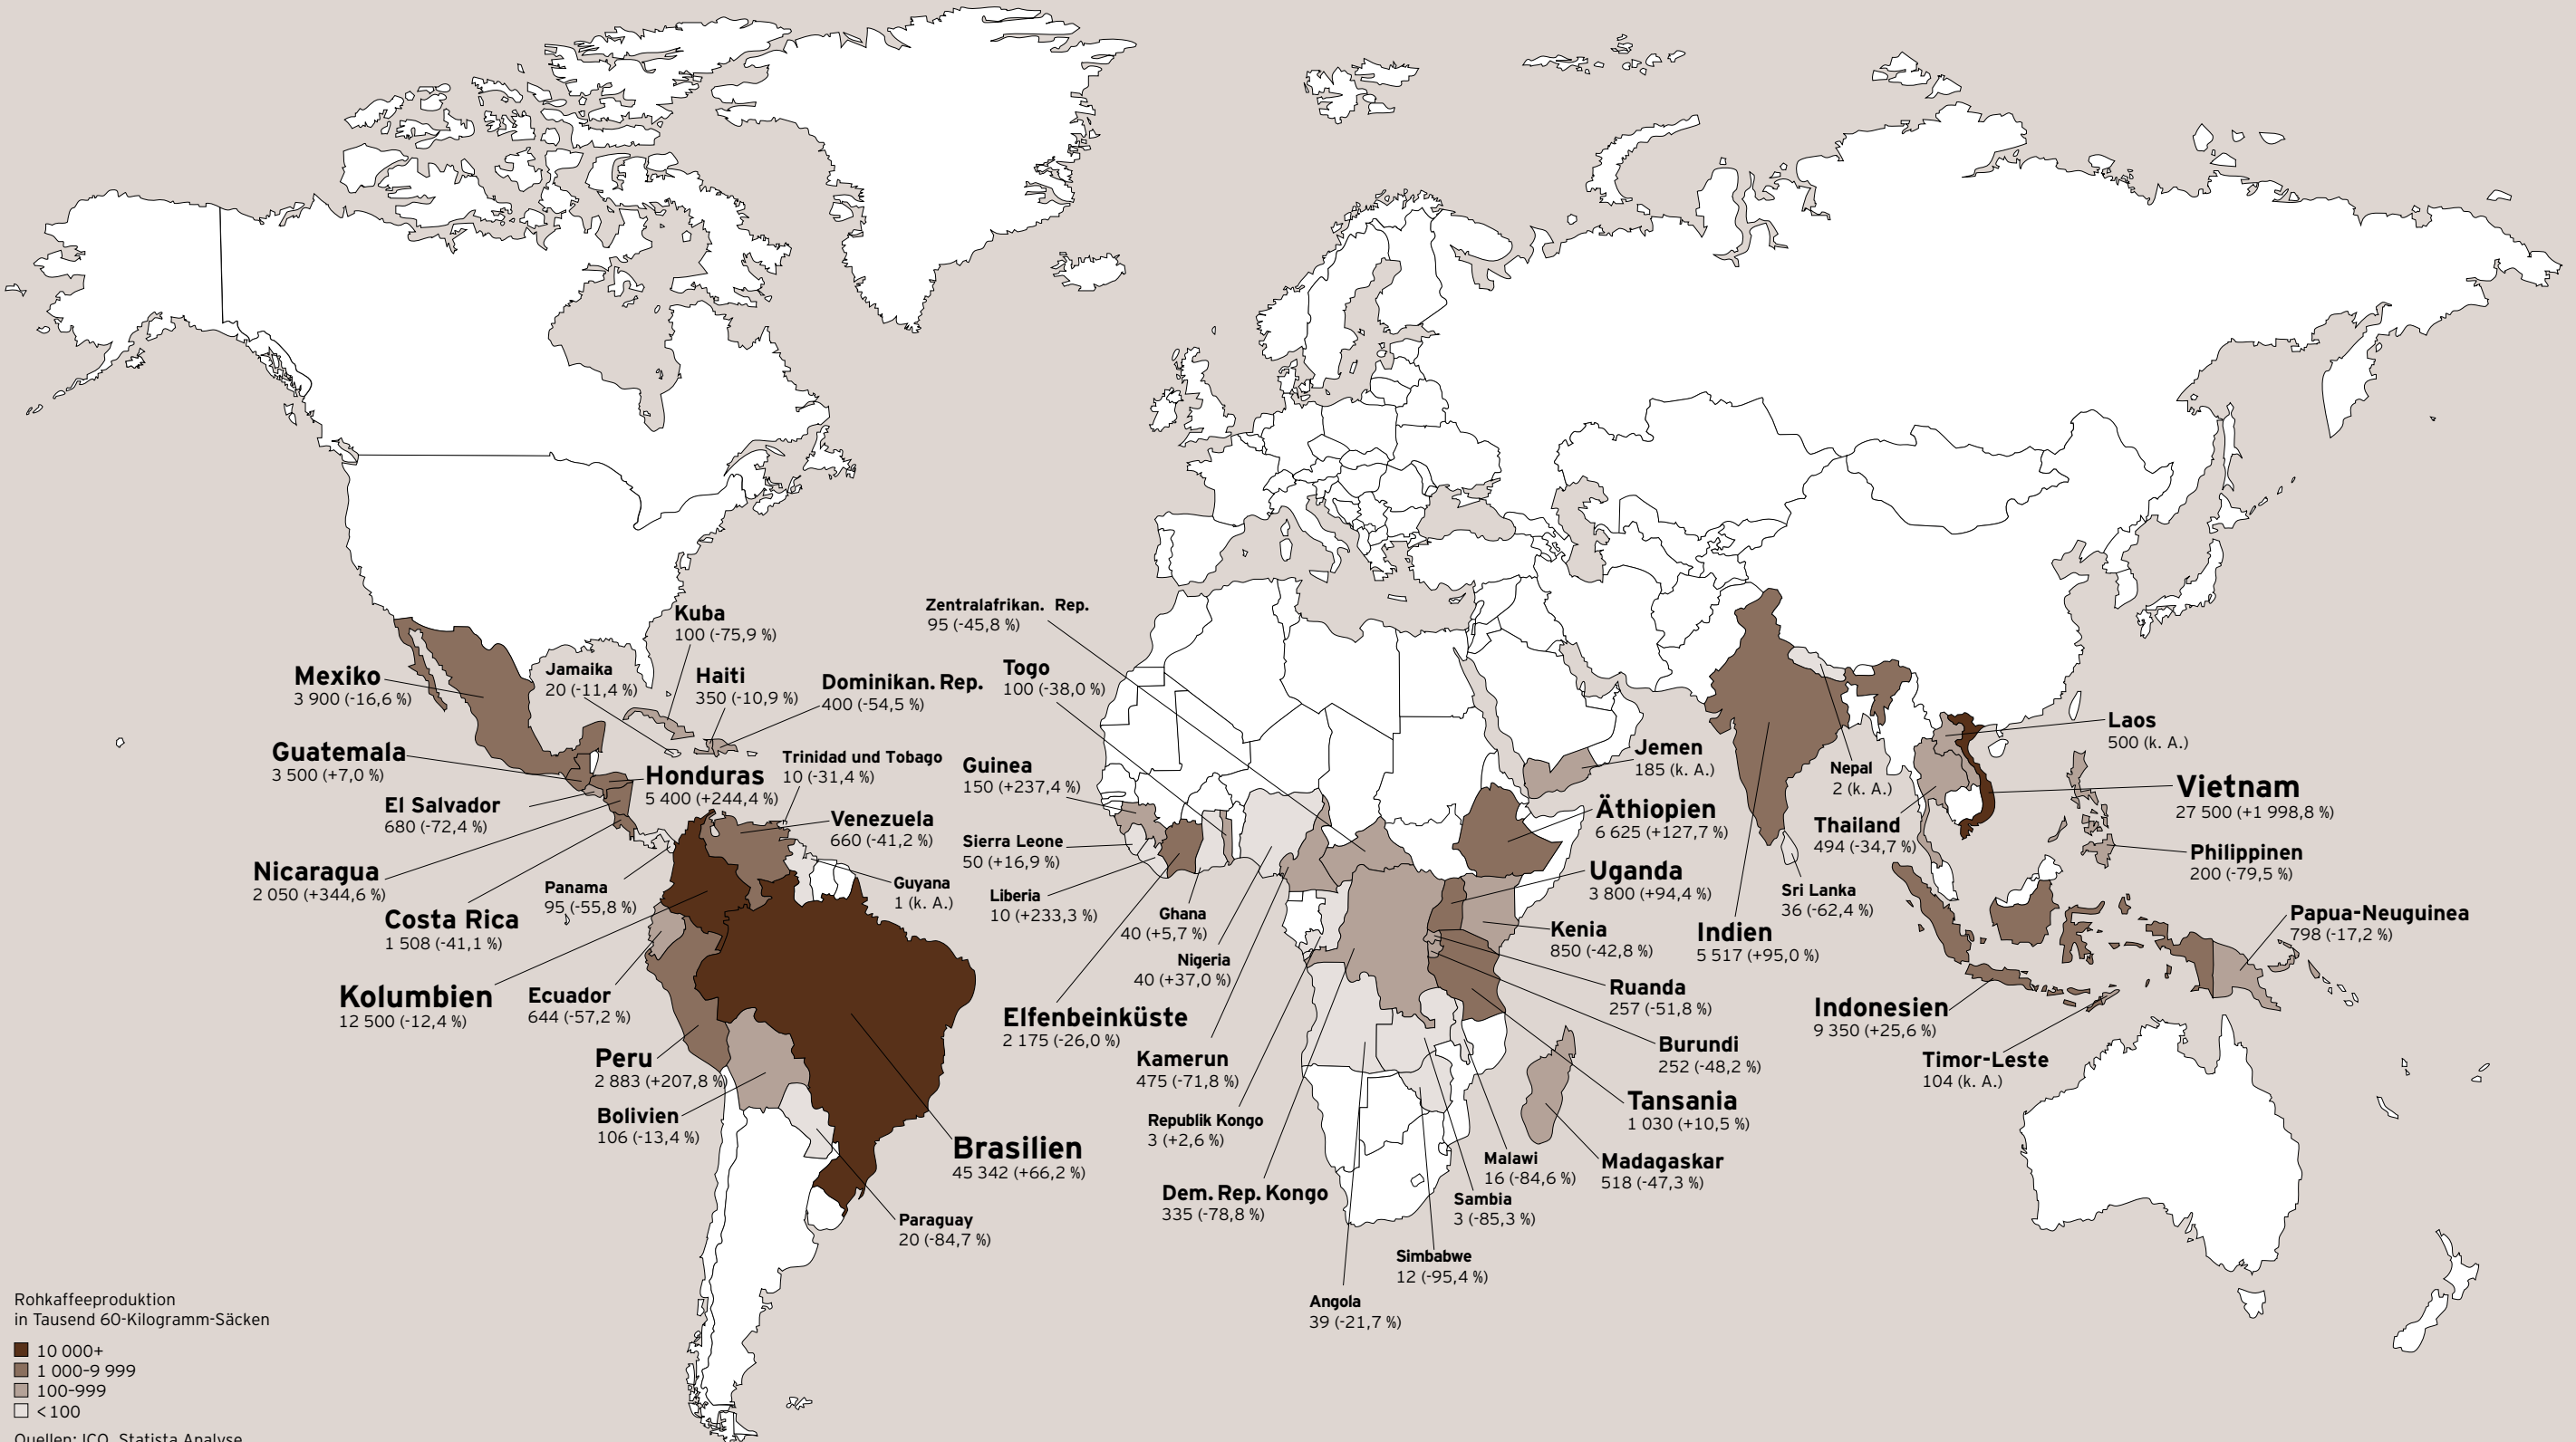 Kuba
100 (-75,9 %)
Mexiko
3 900 (-16,6 %)
Jamaika
20 (-11,4 %)
Haiti
350 (-10,9 %)
Dominikan. Rep.
400 (-54,5 %)
Guatemala
3 500 (+7,0 %)
Honduras
5 400 (+244,4 %)
Trinidad und Tobago
10 (-31,4 %)
El Salvador
680 (-72,4 %)
Venezuela
660 (-41,2 %)
Nicaragua
2 050 (+344,6 %)
Panama
95 (-55,8 %)
Guyana
1 (k. A.)
Costa Rica
1 508 (-41,1 %)
Kolumbien
12 500 (-12,4 %)
Ecuador
644 (-57,2 %)
Peru
2 883 (+207,8 %)
Bolivien
106 (-13,4 %)
Brasilien
45 342 (+66,2 %)
Paraguay
20 (-84,7 %)
Zentralafrikan. Rep.
95 (-45,8 %)
Togo
100 (-38,0 %)
Guinea
150 (+237,4 %)
Sierra Leone
50 (+16,9 %)
Liberia
10 (+233,3 %)
Ghana
40 (+5,7 %)
Nigeria
40 (+37,0 %)
Elfenbeinküste
2 175 (-26,0 %)
Kamerun
475 (-71,8 %)
Republik Kongo
3 (+2,6 %)
Dem. Rep. Kongo
335 (-78,8 %)
Angola
39 (-21,7 %)
Simbabwe
12 (-95,4 %)
Sambia
3 (-85,3 %)
Malawi
16 (-84,6 %)
Madagaskar
518 (-47,3 %)
Tansania
1 030 (+10,5 %)
Burundi
252 (-48,2 %)
Ruanda
257 (-51,8 %)
Kenia
850 (-42,8 %)
Uganda
3 800 (+94,4 %)
Äthiopien
6 625 (+127,7 %)
Jemen
185 (k. A.)
Indien
5 517 (+95,0 %)
Nepal
2 (k. A.)
Sri Lanka
36 (-62,4 %)
Thailand
494 (-34,7 %)
Laos
500 (k. A.)
Vietnam
27 500 (+1 998,8 %)
Philippinen
200 (-79,5 %)
Papua-Neuguinea
798 (-17,2 %)
Indonesien
9 350 (+25,6 %)
Timor-Leste
104 (k. A.)
Rohkaffeeproduktion
in Tausend 60-Kilogramm-Säcken
10 000+
1 000-9 999
100-999
<100
Quellen: ICO, Statista Analyse